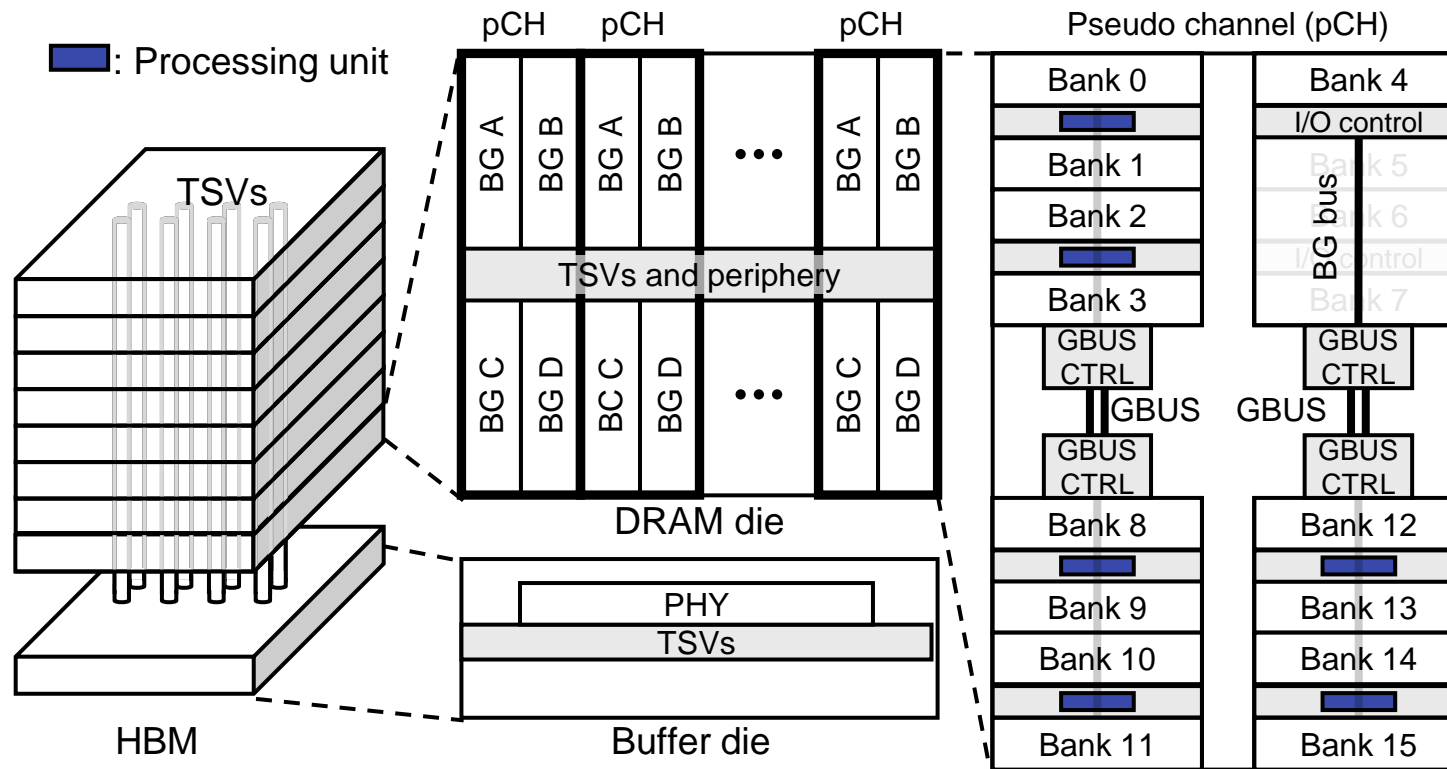 pCH pCH pCH
Pseudo channel (pCH)
: Processing unit
TSVs
BG A
BG B
BG A
BG B
•••
BG A
BG B
TSVs and periphery
BG C
BG D
BC C
BG D
•••
BG C
BG D
DRAM die
PHY
TSVs
Buffer die
HBM
Bank 0
Bank 1
Bank 2
Bank 3
GBUS
CTRL
GBUS
GBUS
CTRL
Bank 8
Bank 9
Bank 10
Bank 11
Bank 4
I/O control
Bank 5
Bank 6
I/O control
Bank 7
BG bus
GBUS
CTRL
GBUS
GBUS
CTRL
Bank 12
Bank 13
Bank 14
Bank 15